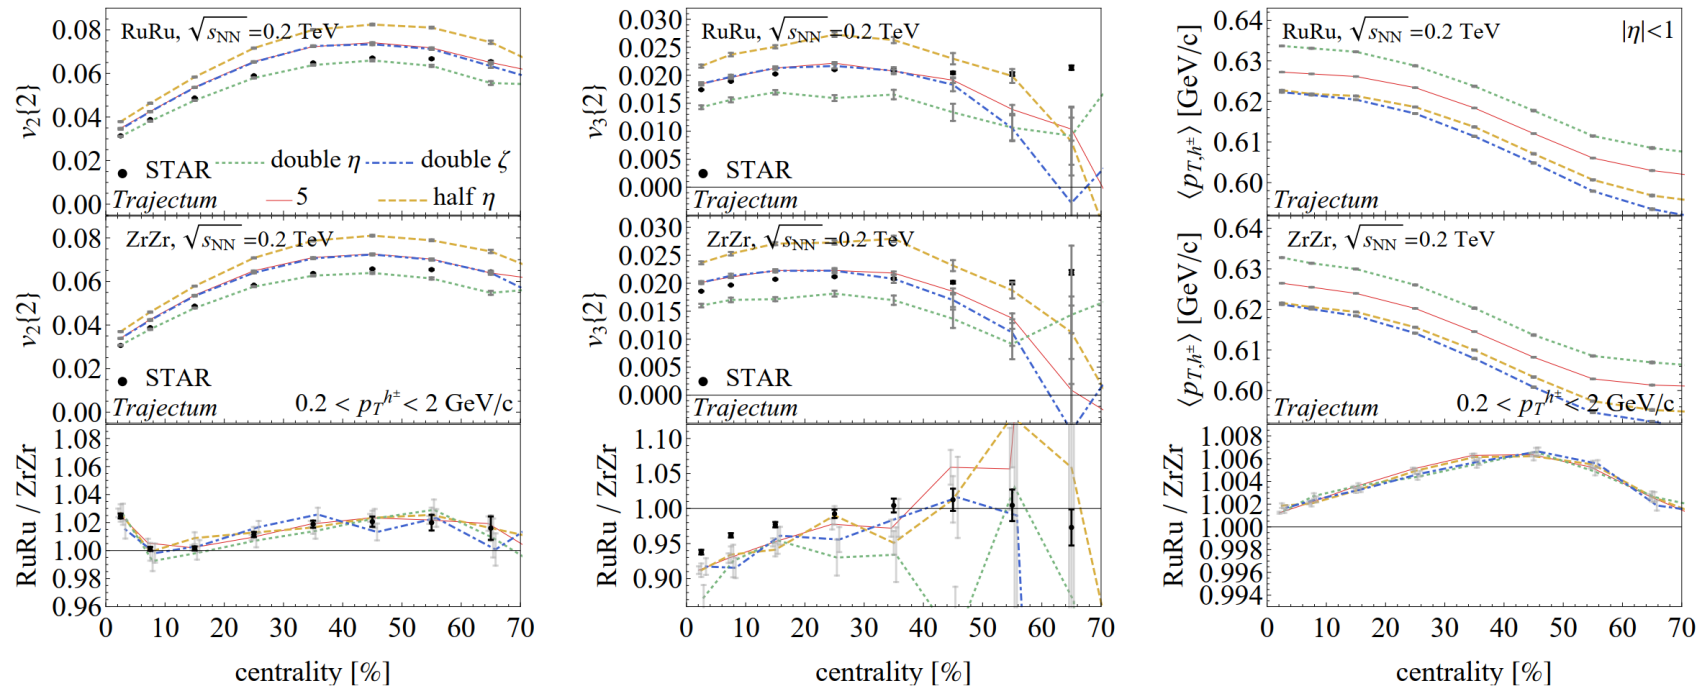 RuRu, √sNN =0.2 TeV
v2{2}
0.08
0.06
0.04
0.02
0.00
STAR
double η
double ζ
Trajectum
5
half η
ZrZr, √sNN =0.2 TeV
v2{2}
0.08
0.06
0.04
0.02
0.00
STAR
Trajectum
0.2 < pT^h± < 2 GeV/c
RuRu / ZrZr
1.08
1.06
1.04
1.02
1.00
0.98
0.96
0 10 20 30 40 50 60 70
centrality [%]
RuRu, √sNN =0.2 TeV
v3{2}
0.030
0.025
0.020
0.015
0.010
0.005
0.000
STAR
Trajectum
ZrZr, √sNN =0.2 TeV
v3{2}
0.030
0.025
0.020
0.015
0.010
0.005
0.000
STAR
Trajectum
RuRu / ZrZr
1.10
1.05
1.00
0.95
0.90
0 10 20 30 40 50 60 70
centrality [%]
RuRu, √sNN =0.2 TeV
|η|<1
⟨pT,h±⟩ [GeV/c]
0.64
0.63
0.62
0.61
0.60
Trajectum
ZrZr, √sNN =0.2 TeV
⟨pT,h±⟩ [GeV/c]
0.64
0.63
0.62
0.61
0.60
Trajectum
0.2 < pT^h± < 2 GeV/c
RuRu / ZrZr
1.008
1.006
1.004
1.002
1.000
0.998
0.996
0.994
0 10 20 30 40 50 60 70
centrality [%]